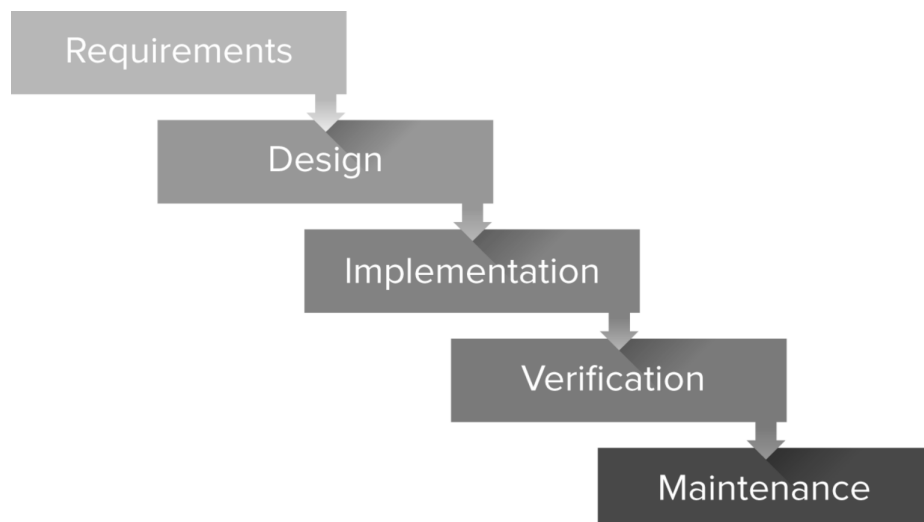 Requirements
Design
Implementation
Verification
Maintenance